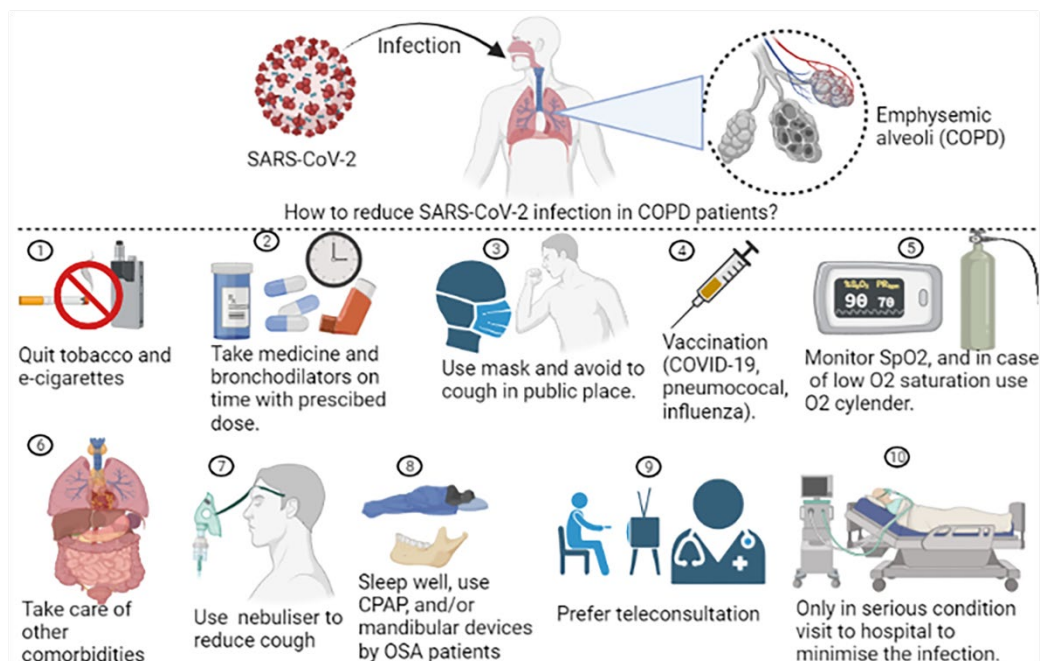 Infection
SARS-CoV-2
Emphysemic
alveoli (COPD)
How to reduce SARS-CoV-2 infection in COPD patients?
1
Quit tobacco and
e-cigarettes
2
Rx
Take medicine and
bronchodilators on
time with prescibed
dose.
3
Use mask and avoid to
cough in public place.
4
Vaccination
(COVID-19,
pneumococal,
influenza).
5
%SpO2 PRbpm
90 70
Monitor SpO2, and in case
of low O2 saturation use
O2 cylender.
6
Take care of
other
comorbidities
7
Use nebuliser to
reduce cough
8
Sleep well, use
CPAP, and/or
mandibular devices
by OSA patients
9
Prefer teleconsultation
10
Only in serious condition
visit to hospital to
minimise the infection.